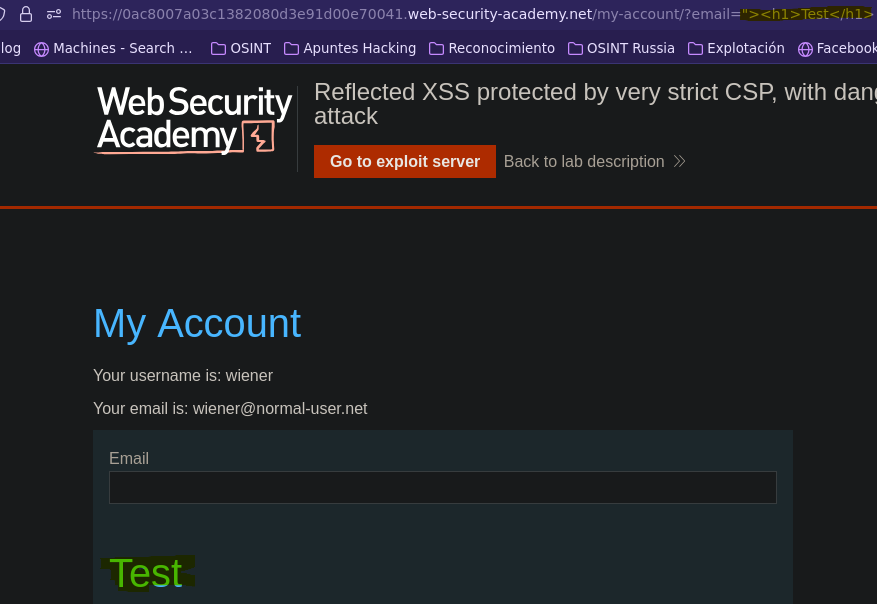 https://0ac8007a03c1382080d3e91d00e70041.web-security-academy.net/my-account/?email="><h1>Test</h1>
log Machines - Search … OSINT Apuntes Hacking Reconocimiento OSINT Russia Explotación Facebook
WebSecurity
Academy
Reflected XSS protected by very strict CSP, with dang
attack
Go to exploit server Back to lab description
My Account
Your username is: wiener
Your email is: wiener@normal-user.net
Email
Test